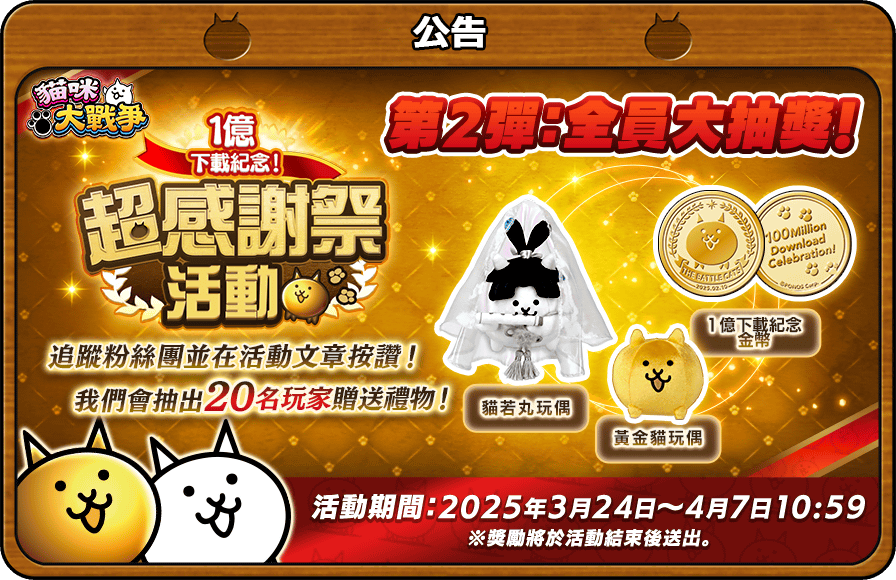 公告
貓咪
大戰爭
1億
下載紀念!
超感謝祭
活動
第2彈:全員大抽獎!
追蹤粉絲團並在活動文章按讚!
我們會抽出20名玩家贈送禮物!
貓若丸玩偶
黃金貓玩偶
THE BATTLE CATS
2025.02.10
100Million
Download
Celebration!
©PONOS Corp.
1億下載紀念
金幣
活動期間:2025年3月24日～4月7日10:59
※獎勵將於活動結束後送出。